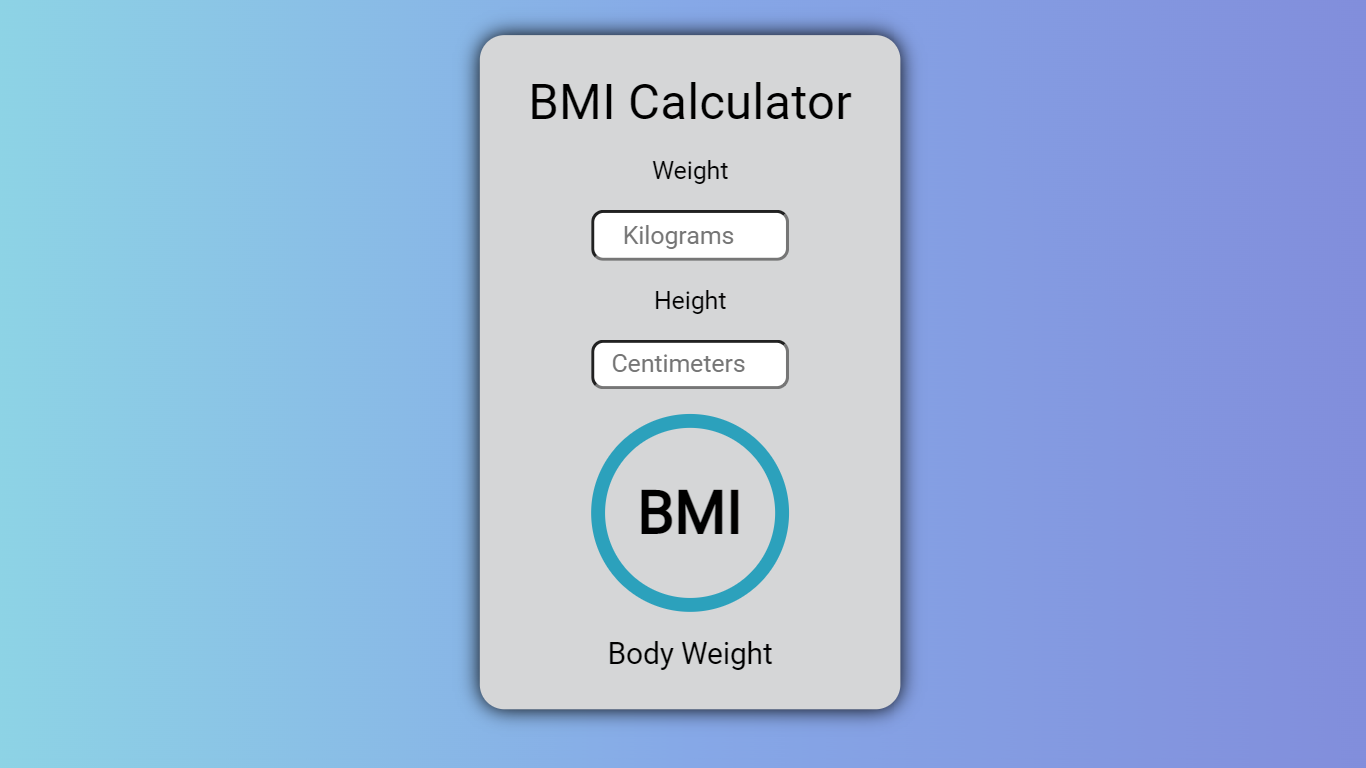 BMI Calculator
Weight
Kilograms
Height
Centimeters
BMI
Body Weight